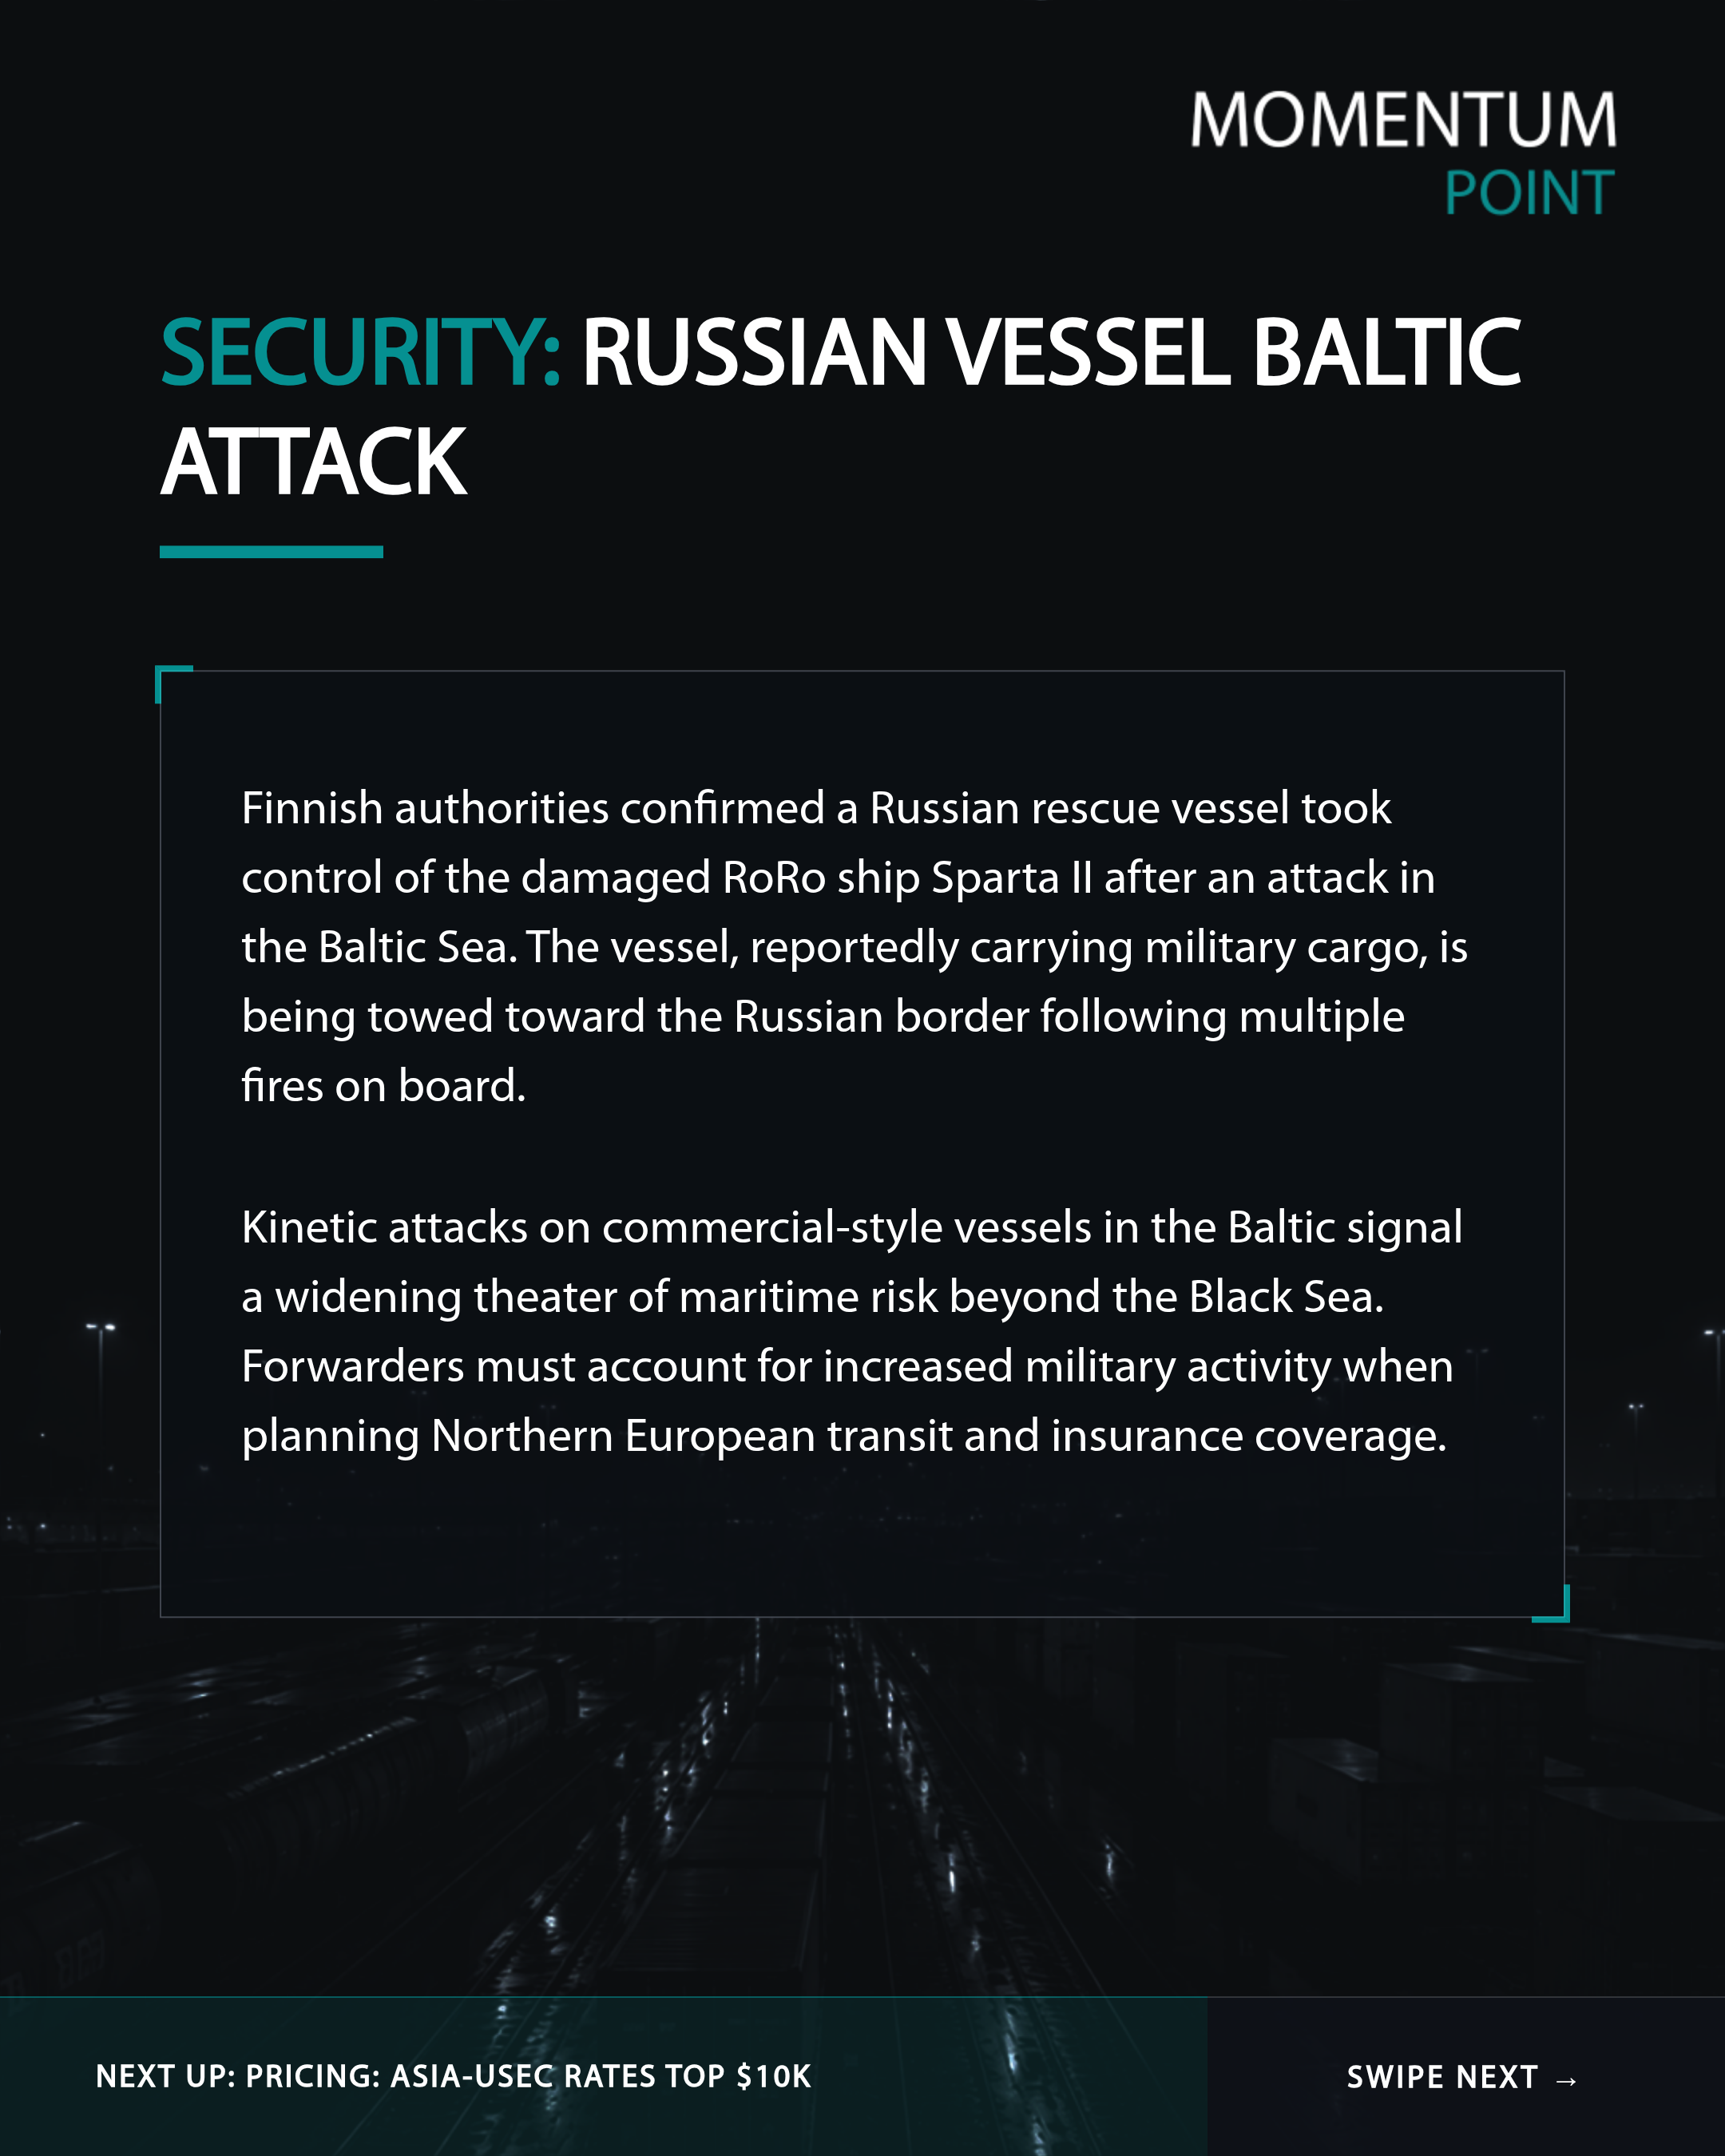 MOMENTUM
POINT
SECURITY: RUSSIAN VESSEL BALTIC
ATTACK
Finnish authorities confirmed a Russian rescue vessel took
control of the damaged RoRo ship Sparta II after an attack in
the Baltic Sea. The vessel, reportedly carrying military cargo, is
being towed toward the Russian border following multiple
fires on board.
Kinetic attacks on commercial-style vessels in the Baltic signal
a widening theater of maritime risk beyond the Black Sea.
Forwarders must account for increased military activity when
planning Northern European transit and insurance coverage.
NEXT UP: PRICING: ASIA-USEC RATES TOP $10K
SWIPE NEXT →